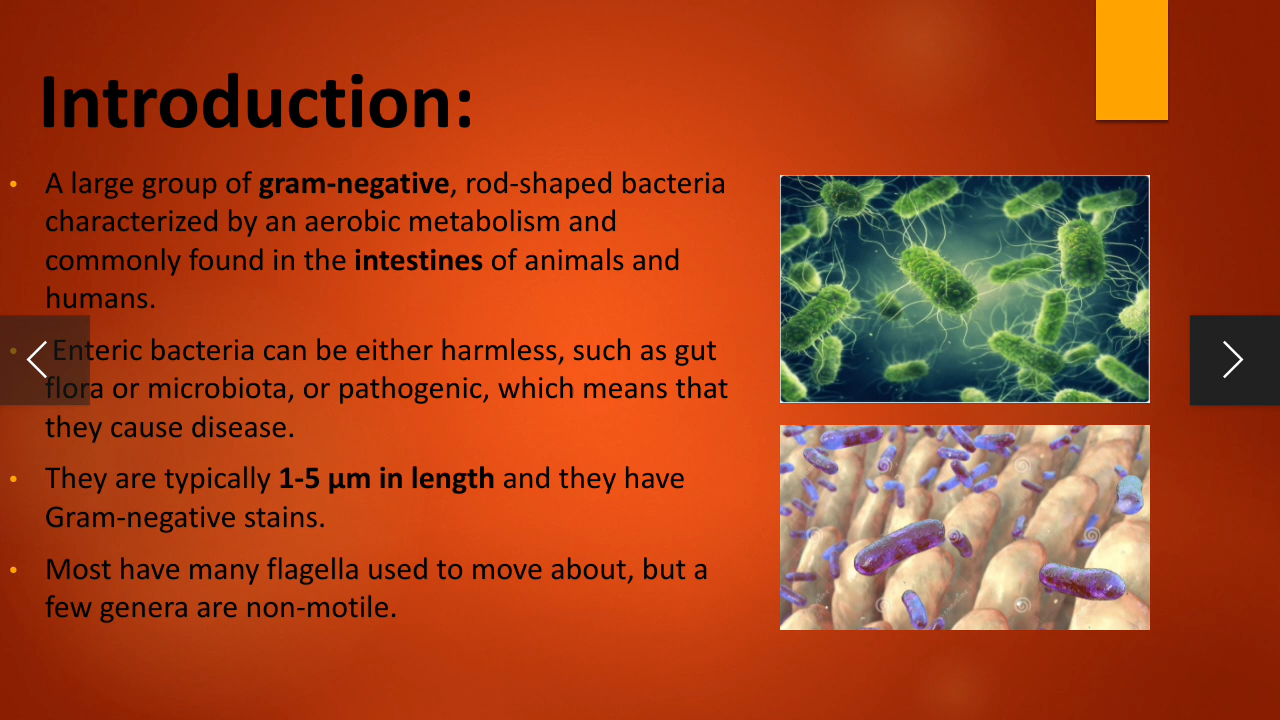 Introduction:
• A large group of gram-negative, rod-shaped bacteria
characterized by an aerobic metabolism and
commonly found in the intestines of animals and
humans.
• Enteric bacteria can be either harmless, such as gut
flora or microbiota, or pathogenic, which means that
they cause disease.
• They are typically 1-5 μm in length and they have
Gram-negative stains.
• Most have many flagella used to move about, but a
few genera are non-motile.